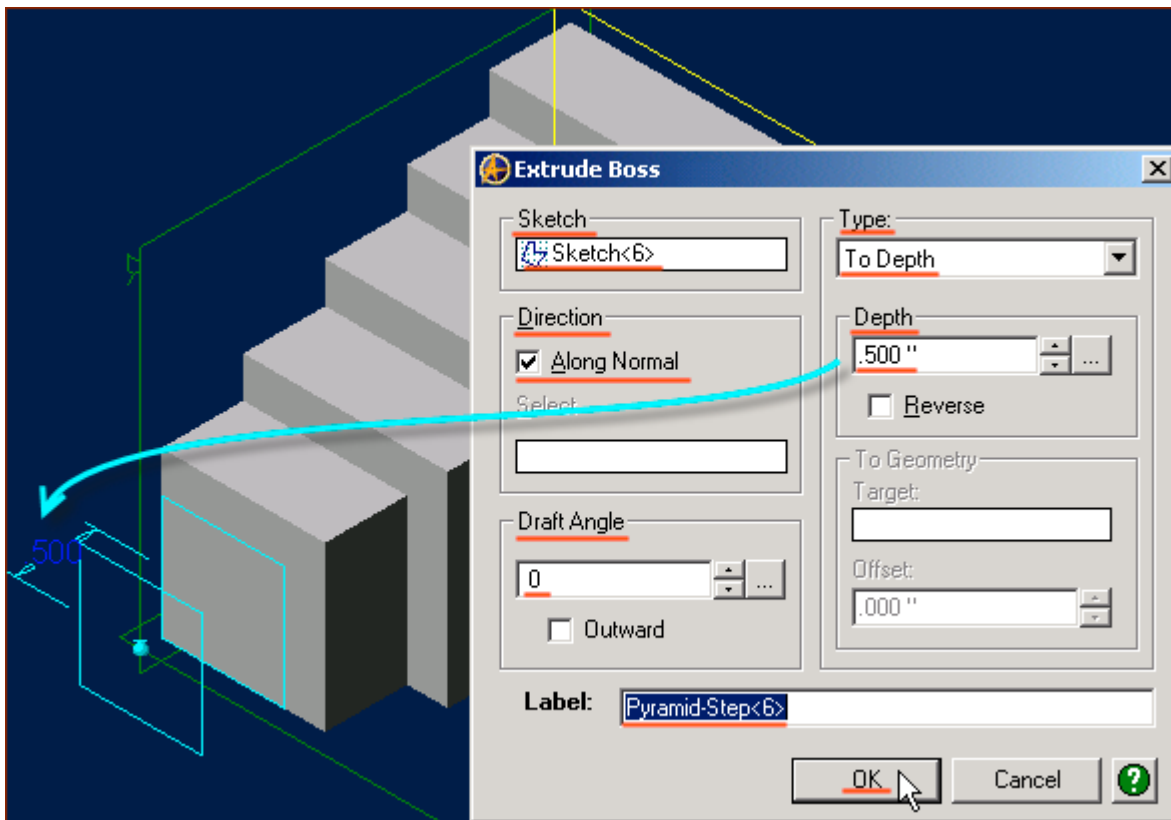 Extrude Boss
Sketch
Sketch<6>
Type:
To Depth
Direction
Along Normal
Select
Depth
.500 "
...
Reverse
To Geometry
Target:
Offset:
.000 "
Draft Angle
0
...
Outward
500
Label:
Pyramid-Step<6>
OK
Cancel
?